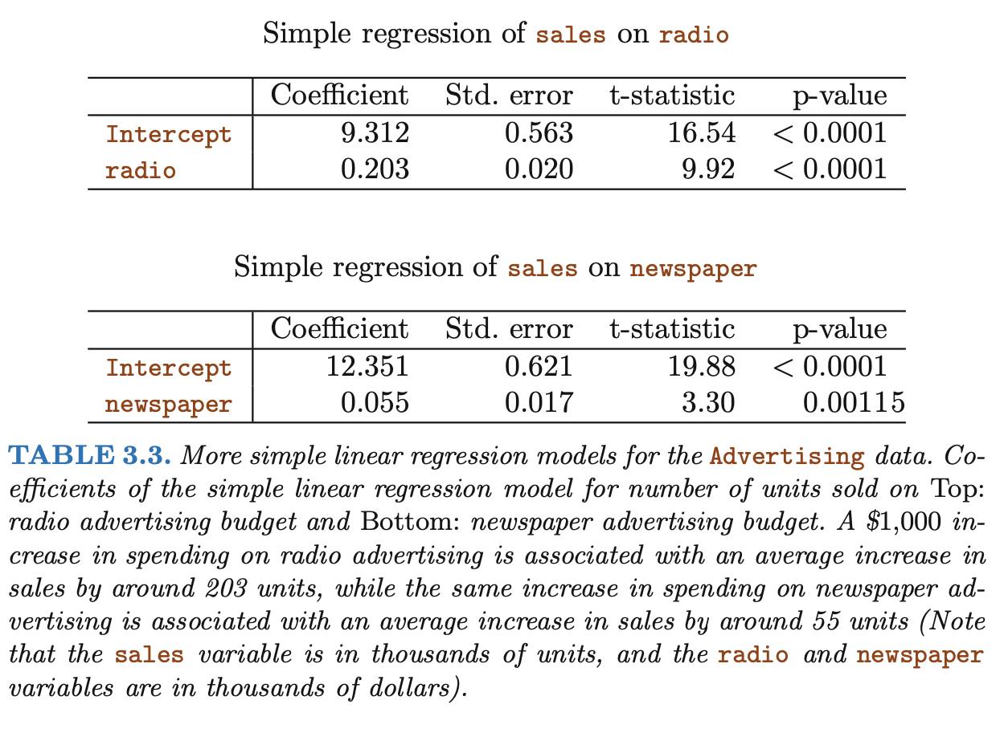 Simple regression of sales on radio
Coefficient Std. error t-statistic p-value
Intercept 9.312 0.563 16.54 < 0.0001
radio 0.203 0.020 9.92 < 0.0001
Simple regression of sales on newspaper
Coefficient Std. error t-statistic p-value
Intercept 12.351 0.621 19.88 < 0.0001
newspaper 0.055 0.017 3.30 0.00115
TABLE 3.3. More simple linear regression models for the Advertising data. Co-
efficients of the simple linear regression model for number of units sold on Top:
radio advertising budget and Bottom: newspaper advertising budget. A $1,000 in-
crease in spending on radio advertising is associated with an average increase in
sales by around 203 units, while the same increase in spending on newspaper ad-
vertising is associated with an average increase in sales by around 55 units (Note
that the sales variable is in thousands of units, and the radio and newspaper
variables are in thousands of dollars).